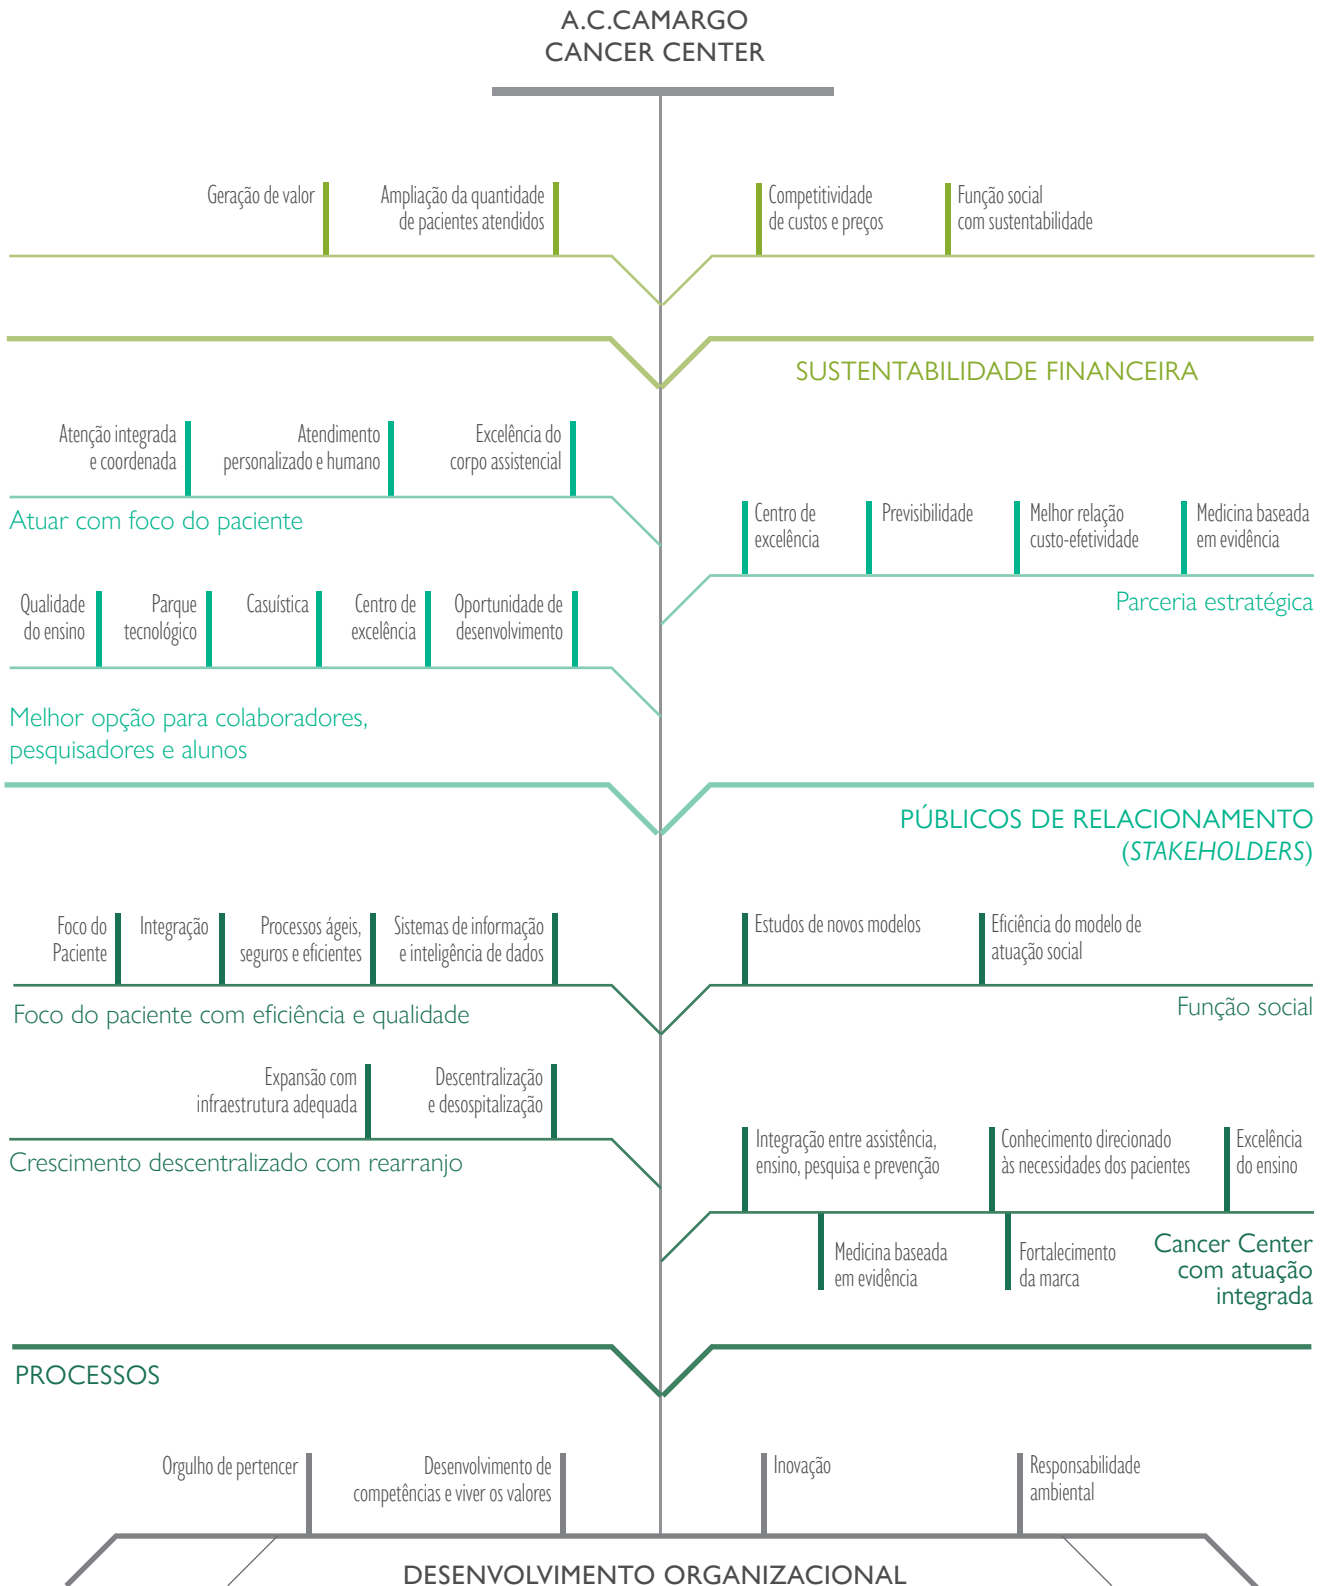 A.C.CAMARGO
CANCER CENTER
Geração de valor
Ampliação da quantidade
de pacientes atendidos
Competitividade
de custos e preços
Função social
com sustentabilidade
SUSTENTABILIDADE FINANCEIRA
Atenção integrada
e coordenada
Atendimento
personalizado e humano
Excelência do
corpo assistencial
Atuar com foco do paciente
Centro de
excelência
Previsibilidade
Melhor relação
custo-efetividade
Medicina baseada
em evidência
Parceria estratégica
Qualidade
do ensino
Parque
tecnológico
Casuística
Centro de
excelência
Oportunidade de
desenvolvimento
Melhor opção para colaboradores,
pesquisadores e alunos
PÚBLICOS DE RELACIONAMENTO
(STAKEHOLDERS)
Foco do
Paciente
Integração
Processos ágeis,
seguros e eficientes
Sistemas de informação
e inteligência de dados
Foco do paciente com eficiência e qualidade
Estudos de novos modelos
Eficiência do modelo de
atuação social
Função social
Expansão com
infraestrutura adequada
Descentralização
e desospitalização
Crescimento descentralizado com rearranjo
Integração entre assistência,
ensino, pesquisa e prevenção
Conhecimento direcionado
às necessidades dos pacientes
Excelência
do ensino
Medicina baseada
em evidência
Fortalecimento
da marca
Cancer Center
com atuação
integrada
PROCESSOS
Orgulho de pertencer
Desenvolvimento de
competências e viver os valores
Inovação
Responsabilidade
ambiental
DESENVOLVIMENTO ORGANIZACIONAL